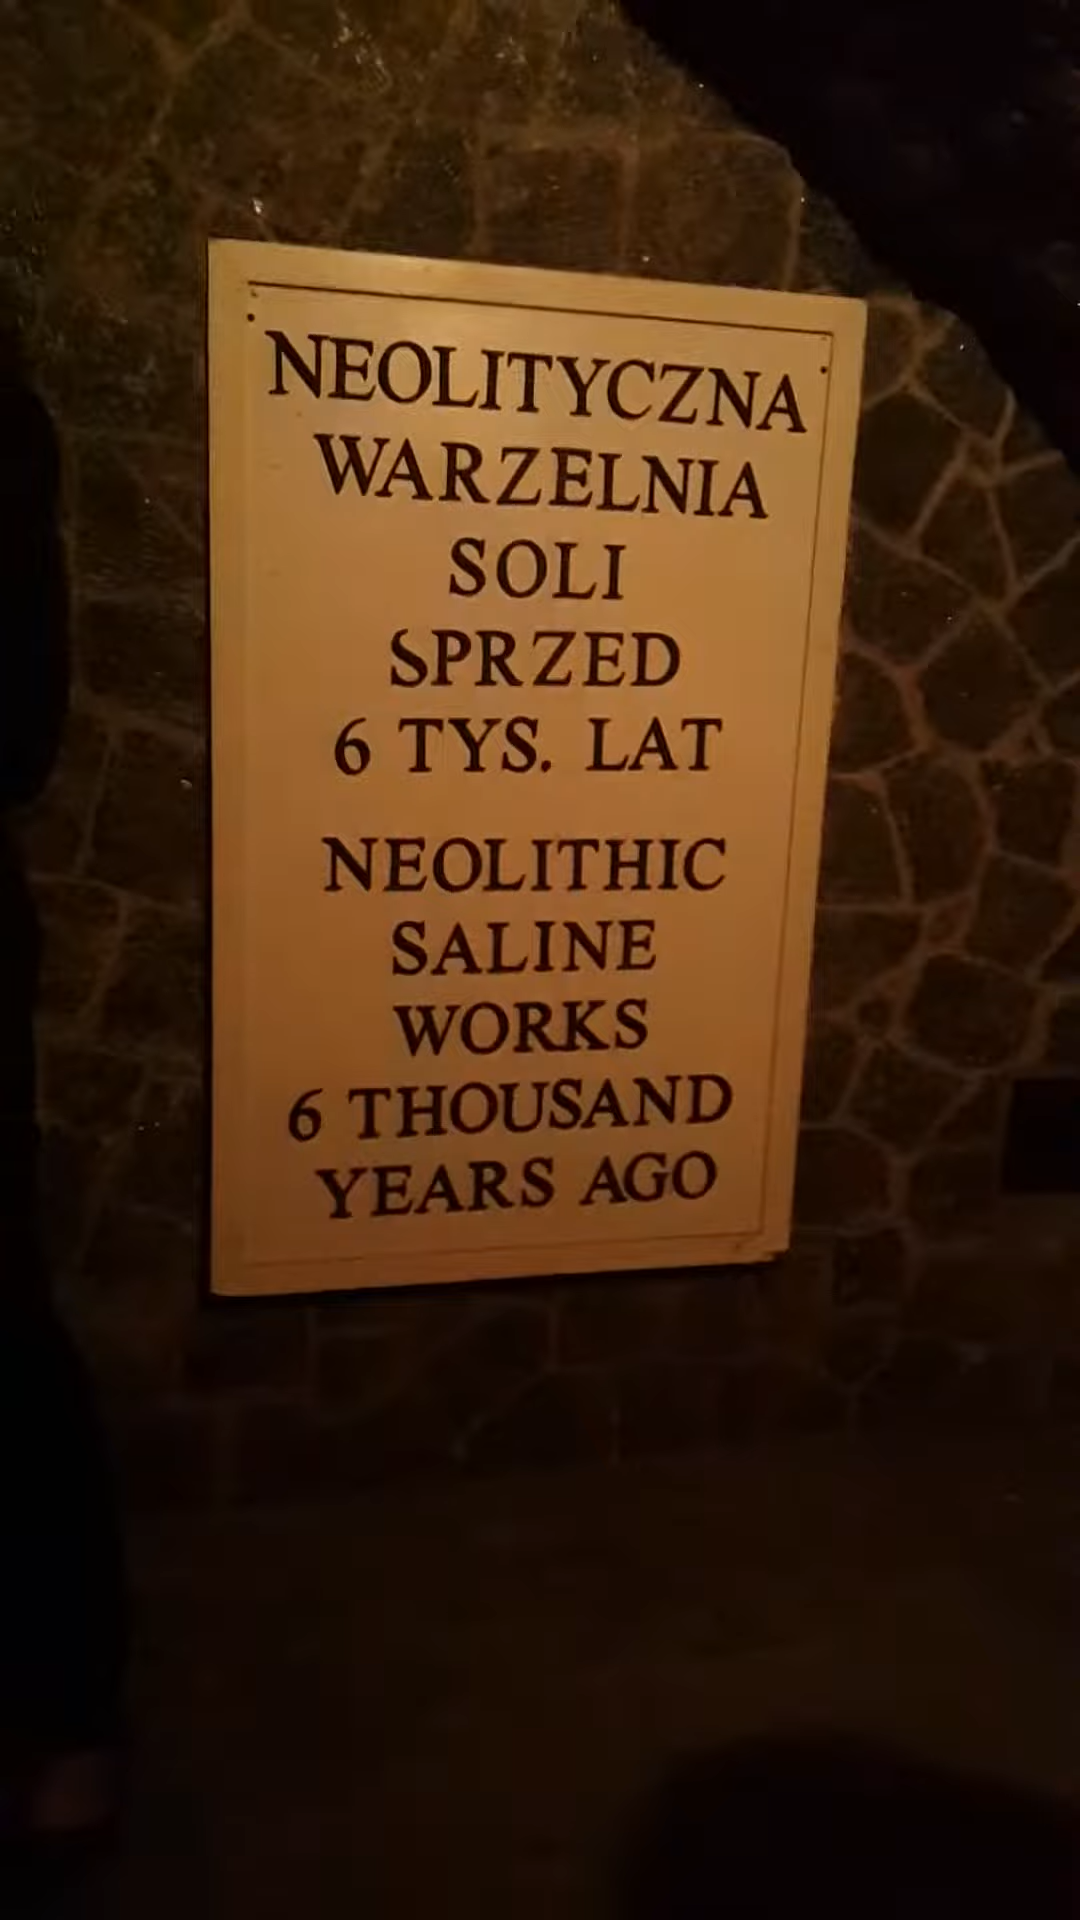 NEOLITYCZNA
WARZELNIA
SOLI
SPRZED
6 TYS. LAT
NEOLITHIC
SALINE
WORKS
6 THOUSAND
YEARS AGO